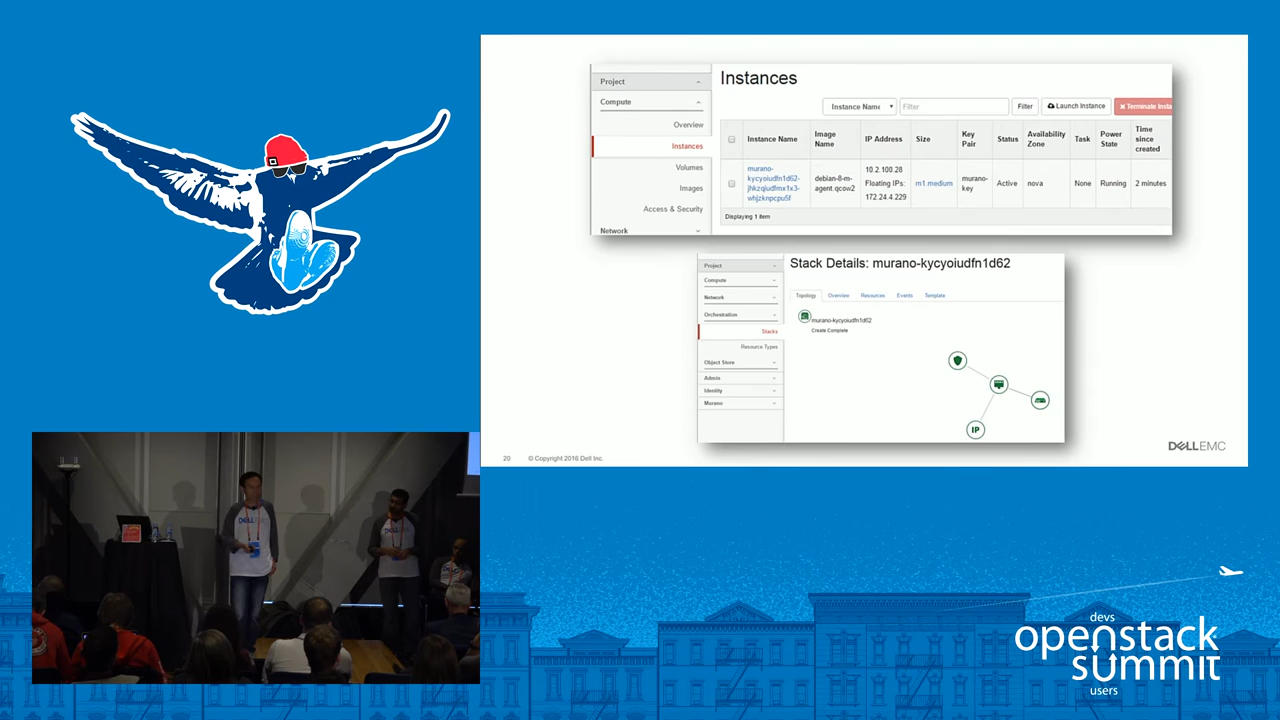 Project
Compute
Overview
Instances
Volumes
Images
Access & Security
Network
Instances
Instance Name
Filter
Filter
Launch Instance
Terminate Insta
Instance Name
Image Name
IP Address
Size
Key Pair
Status
Availability Zone
Task
Power State
Time since created
murano-
kycyoiudfn1d62-
jhkzqiudfmx1x3-
whjzknpcpu5f
debian-8-m-
agent.qcow2
10.2.100.28
Floating IPs:
172.24.4.229
m1.medium
murano-
key
Active
nova
None
Running
2 minutes
Displaying 1 item
Project
Compute
Network
Orchestration
Stacks
Resource Types
Object Store
Admin
Identity
Murano
Stack Details: murano-kycyoiudfn1d62
Topology
Overview
Resources
Events
Template
murano-kycyoiudfn1d62
Create Complete
IP
20 © Copyright 2016 Dell Inc.
DELLEMC
DELLEMC
devs
openstack
summit
users